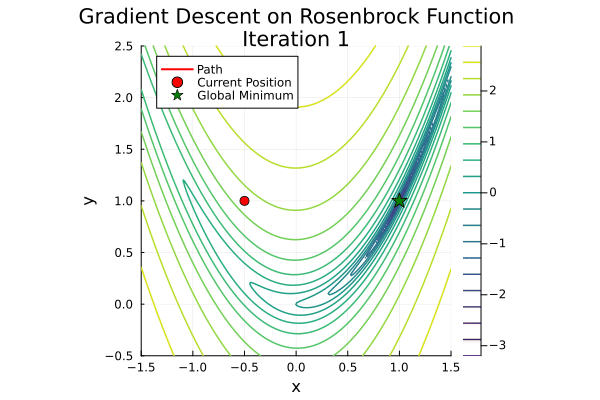 Gradient Descent on Rosenbrock Function
Iteration 1
Path
Current Position
Global Minimum
2.5
2.0
1.5
1.0
0.5
0.0
−0.5
y
−1.5
−1.0
−0.5
0.0
0.5
1.0
1.5
x
2
1
0
−1
−2
−3